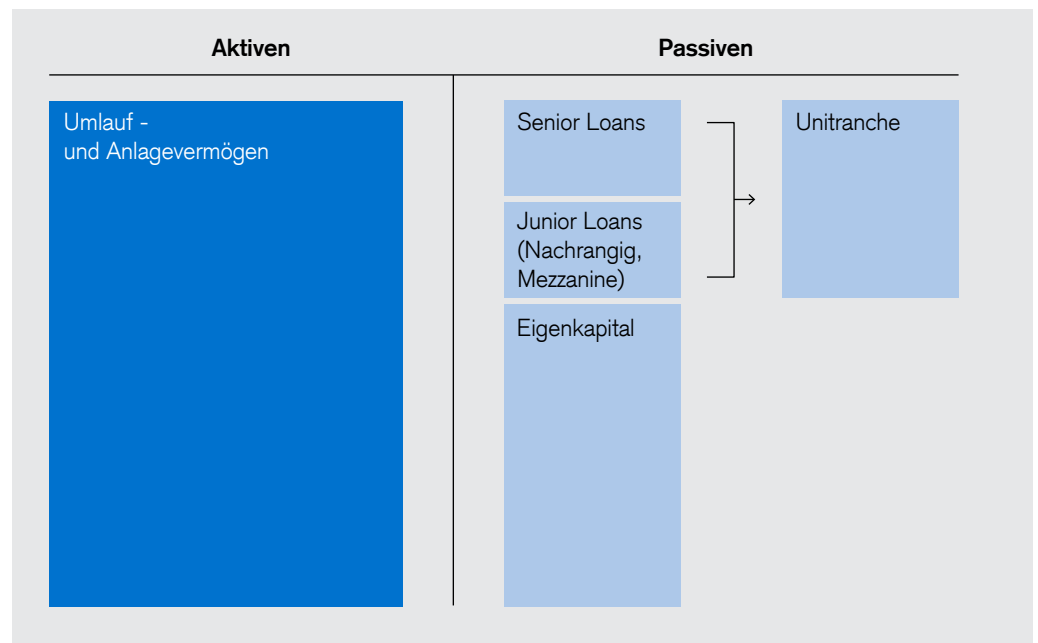 Aktiven
Passiven
Umlauf -
und Anlagevermögen
Senior Loans
Unitranche
Junior Loans
(Nachrangig,
Mezzanine)
Eigenkapital